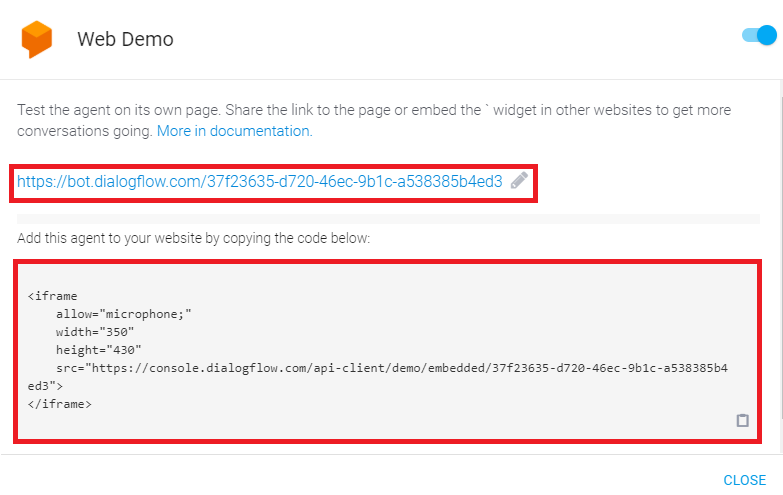 Web Demo
Test the agent on its own page. Share the link to the page or embed the ` widget in other websites to get more
conversations going. More in documentation.
https://bot.dialogflow.com/37f23635-d720-46ec-9b1c-a538385b4ed3
Add this agent to your website by copying the code below:
<iframe
    allow="microphone;"
    width="350"
    height="430"
    src="https://console.dialogflow.com/api-client/demo/embedded/37f23635-d720-46ec-9b1c-a538385b4
ed3">
</iframe>
CLOSE